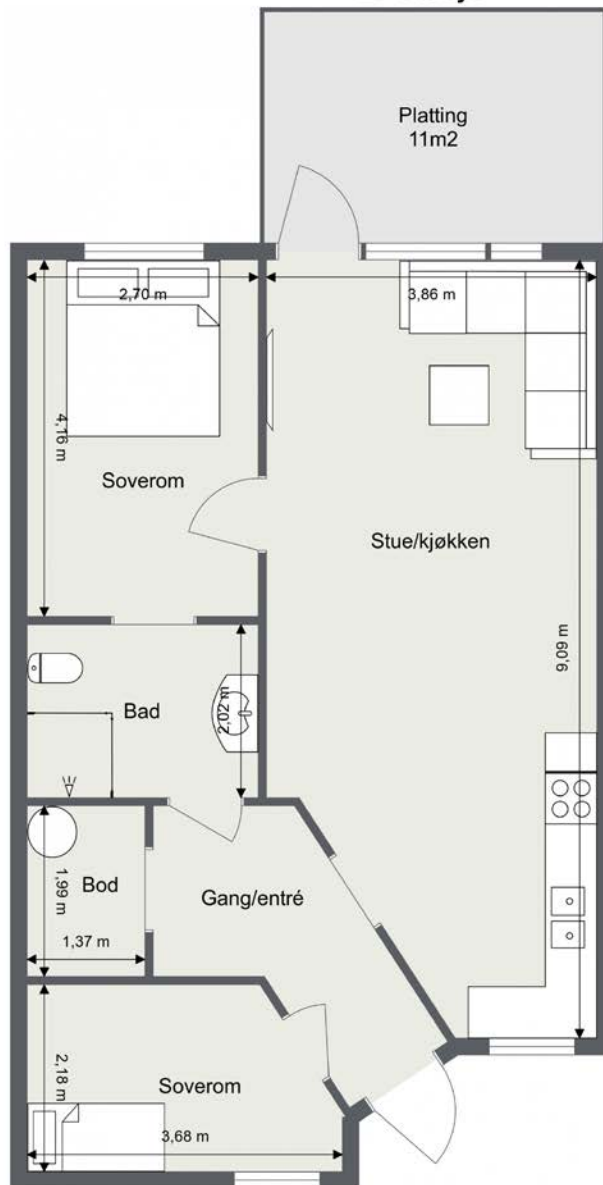 Platting
11m2
2,70 m
3,86 m
4,16 m
Soverom
Stue/kjøkken
9,09 m
Bad
2,02 m
1,99 m
Bod
1,37 m
Gang/entré
2,18 m
Soverom
3,68 m